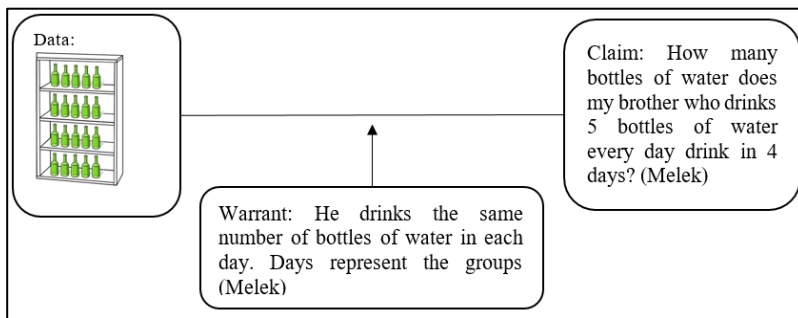 Data:
Claim: How many
bottles of water does
my brother who drinks
5 bottles of water
every day drink in 4
days? (Melek)
Warrant: He drinks the same
number of bottles of water in each
day. Days represent the groups
(Melek)